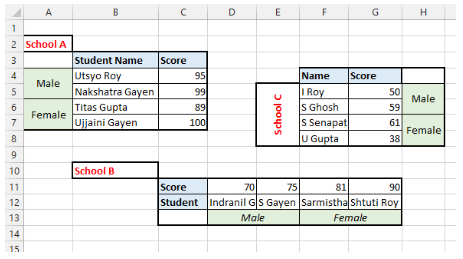 A B C D E F G H
1
2 School A
3 Student Name Score
4 Male Utsyo Roy 95 Name Score
5 Nakshatra Gayen 99 School C I Roy 50 Male
6 Female Titas Gupta 89 S Ghosh 59
7 Ujjaini Gayen 100 S Senapat 61 Female
8 U Gupta 38
9
10 School B
11 Score 70 75 81 90
12 Student Indranil G S Gayen Sarmistha Shtuti Roy
13 Male Female
14
15